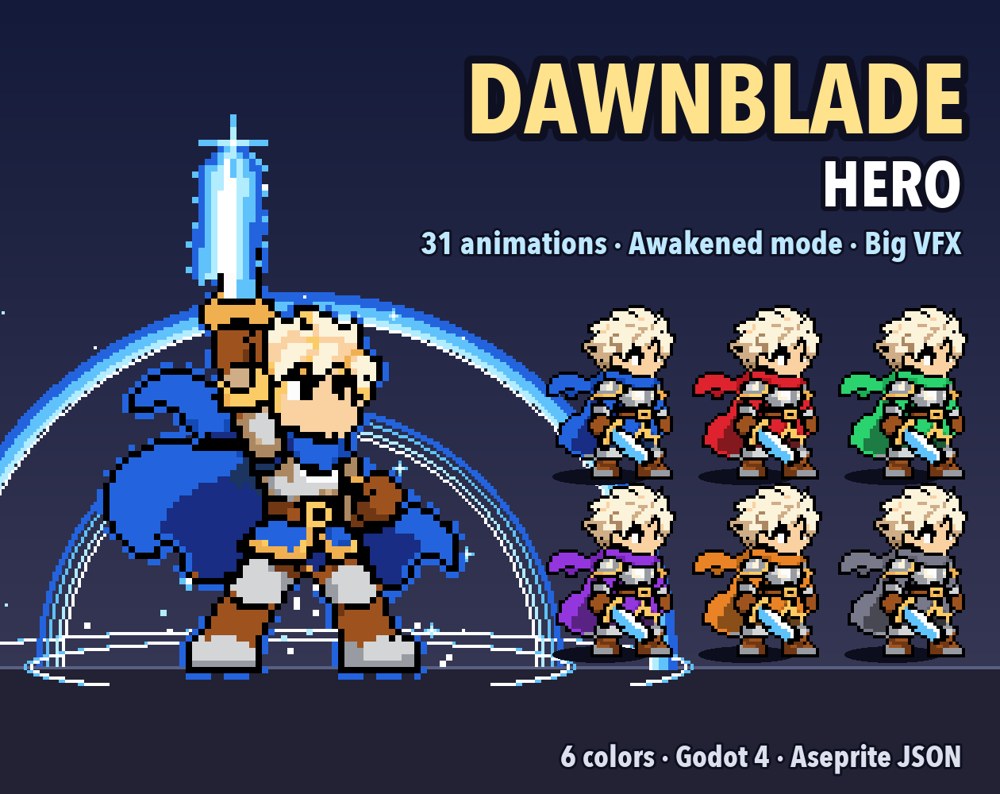 DAWNBLADE
HERO
31 animations · Awakened mode · Big VFX
6 colors · Godot 4 · Aseprite JSON